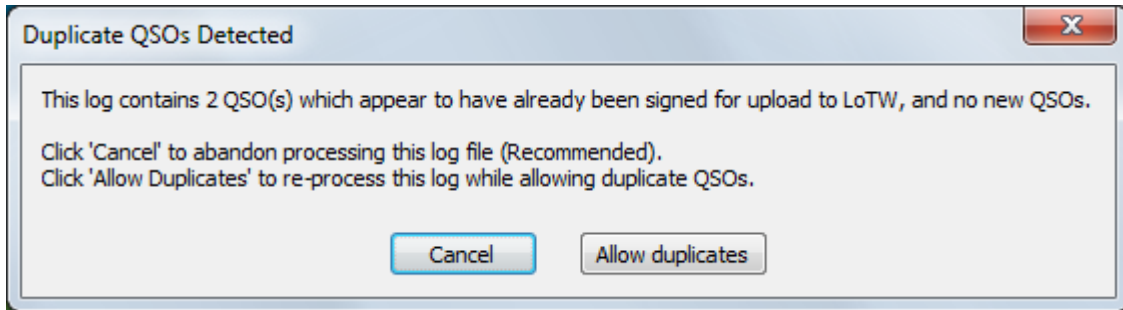 Duplicate QSOs Detected
This log contains 2 QSO(s) which appear to have already been signed for upload to LoTW, and no new QSOs.
Click 'Cancel' to abandon processing this log file (Recommended).
Click 'Allow Duplicates' to re-process this log while allowing duplicate QSOs.
Cancel Allow duplicates